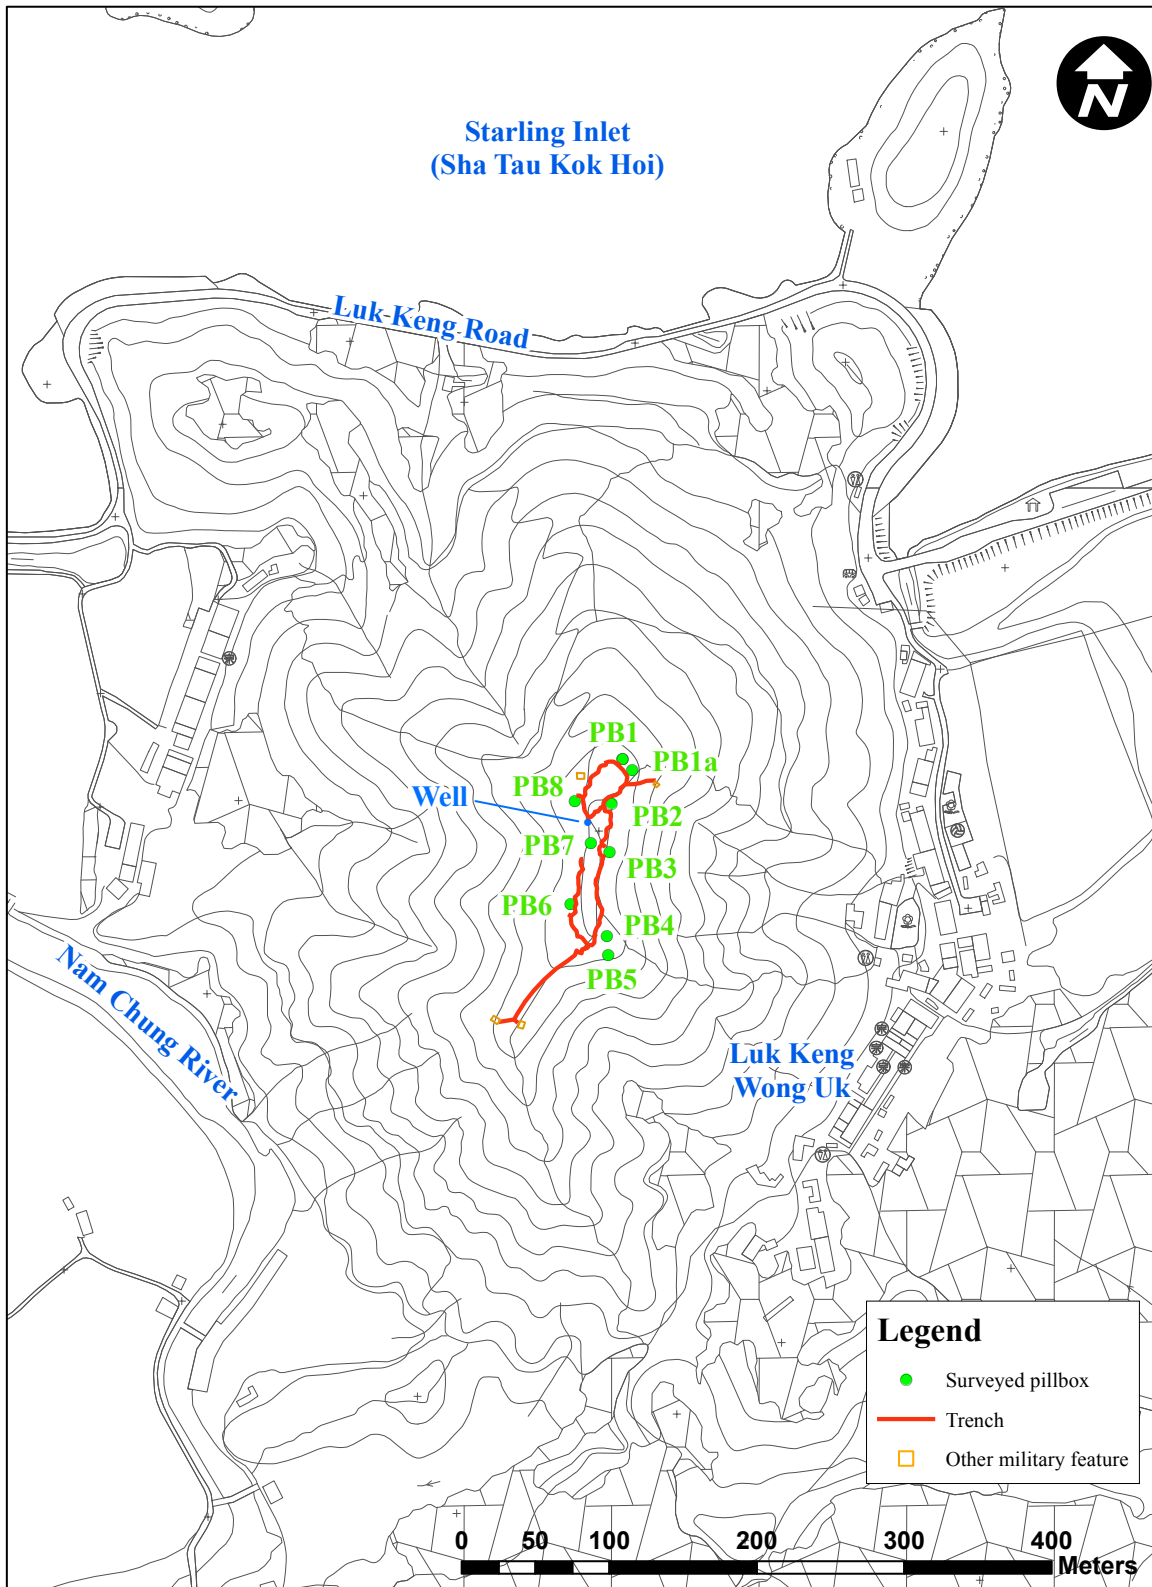 N
Starling Inlet
(Sha Tau Kok Hoi)
Luk Keng Road
PB1
PB1a
PB8
Well
PB2
PB7
PB3
PB6
PB4
PB5
Nam Chung River
Luk Keng
Wong Uk
Legend
Surveyed pillbox
Trench
Other military feature
0 50 100 200 300 400
Meters